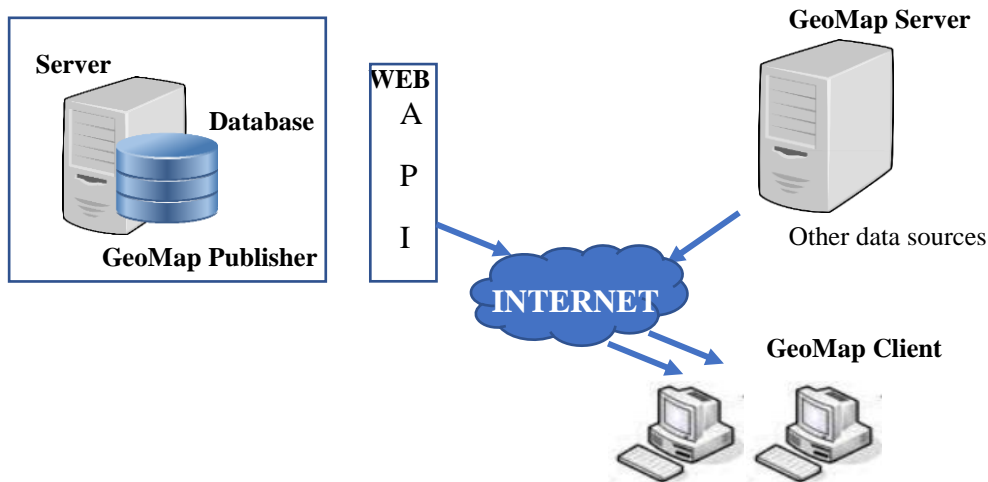 Server
Database
GeoMap Publisher
WEB
A
P
I
GeoMap Server
Other data sources
INTERNET
GeoMap Client